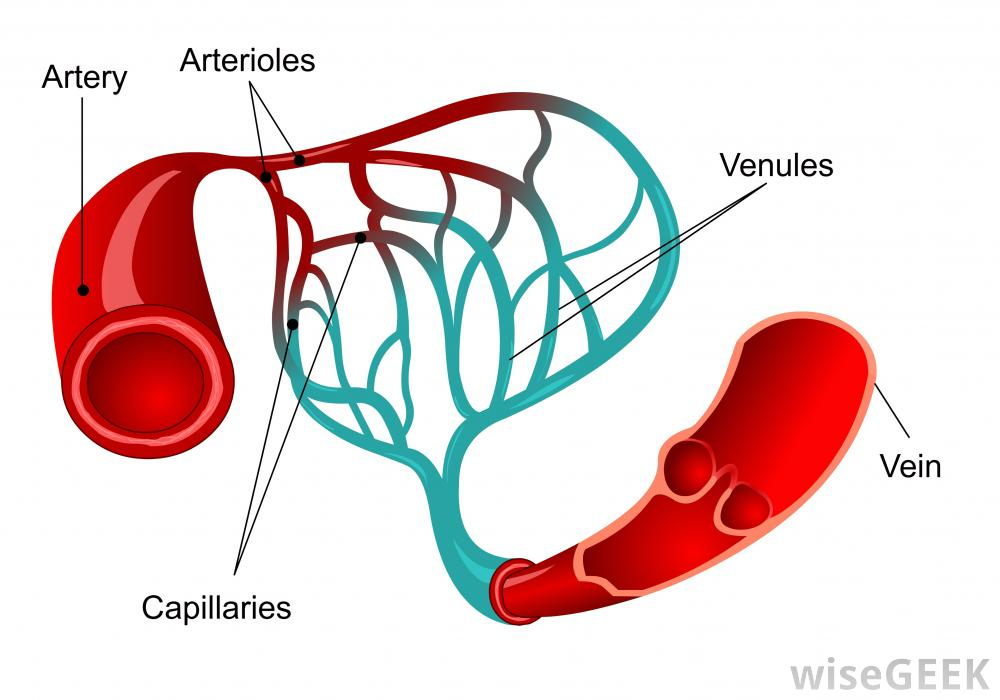 Arterioles
Artery
Venules
Vein
Capillaries
wiseGEEK